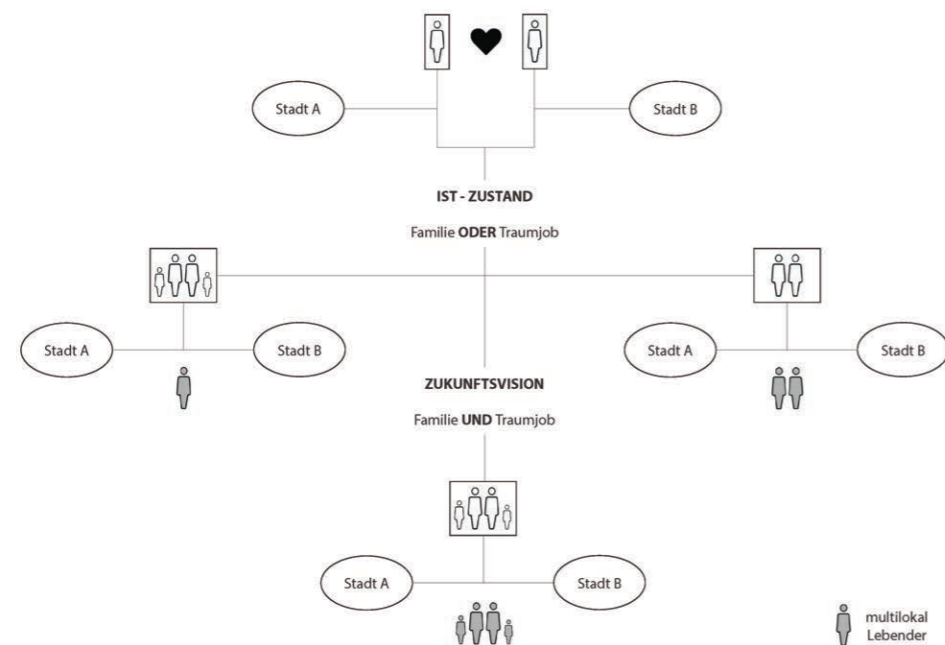 Stadt A
Stadt B
IST - ZUSTAND
Familie ODER Traumjob
Stadt A
Stadt B
Stadt A
Stadt B
ZUKUNFTSVISION
Familie UND Traumjob
Stadt A
Stadt B
multilokal
Lebender